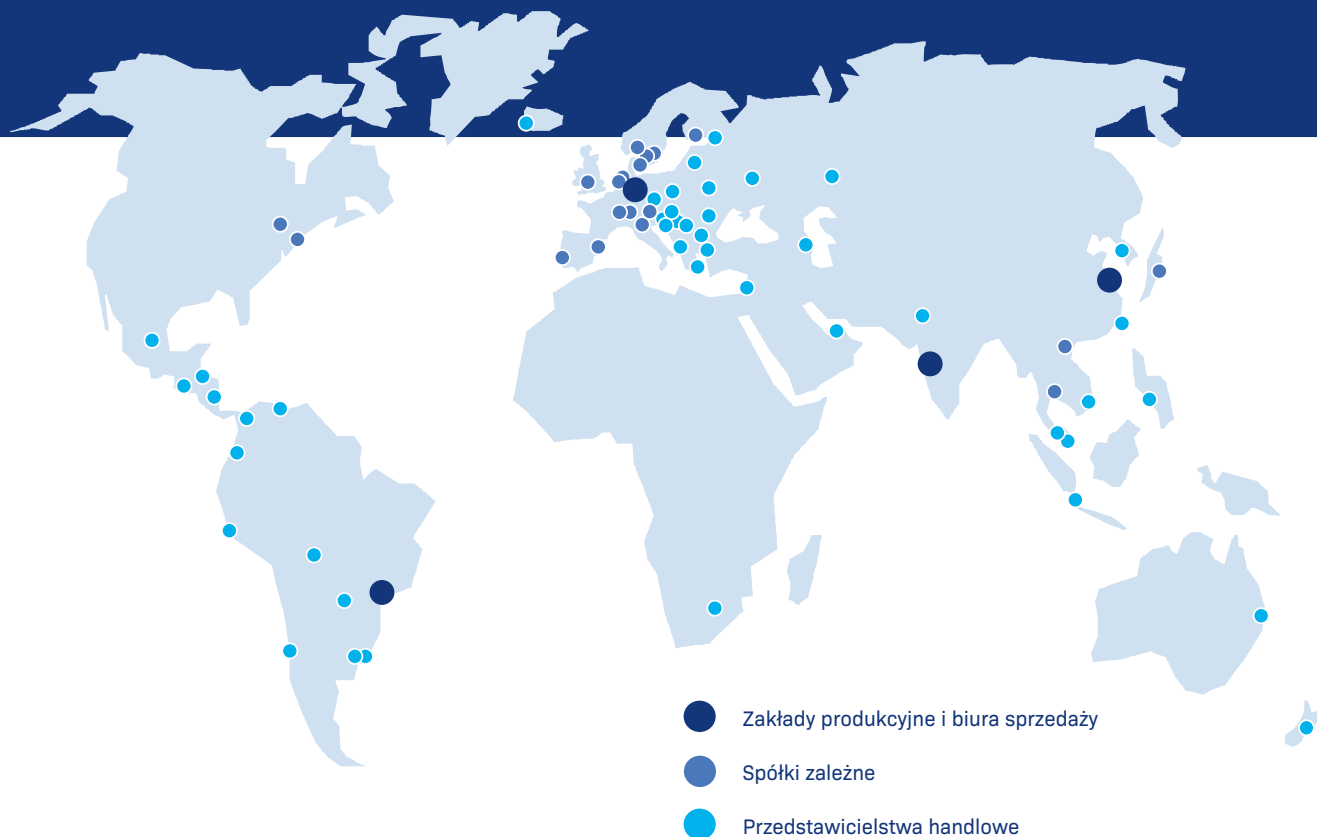 Zakłady produkcyjne i biura sprzedaży
Spółki zależne
Przedstawicielstwa handlowe